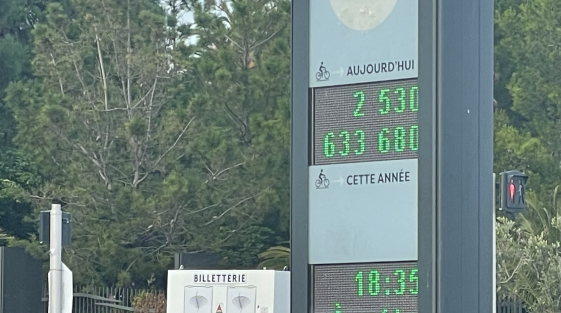 AUJOURD'HUI
2 530
633 680
CETTE ANNÉE
18:35
BILLETTERIE